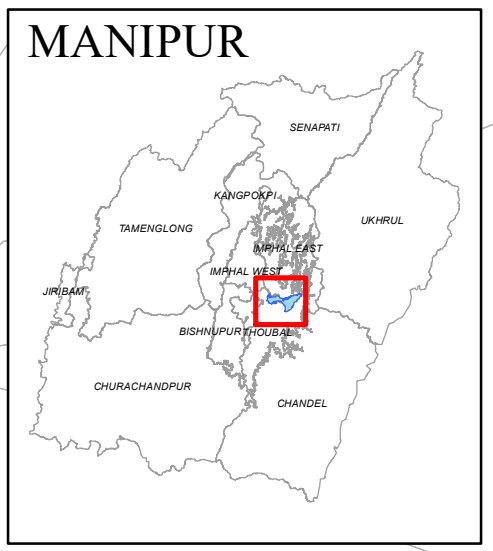 MANIPUR
SENAPATI
KANGPOKPI
UKHRUL
TAMENGLONG
IMPHAL EAST
IMPHAL WEST
JIRIBAM
BISHNUPUR
THOUBAL
CHURACHANDPUR
CHANDEL